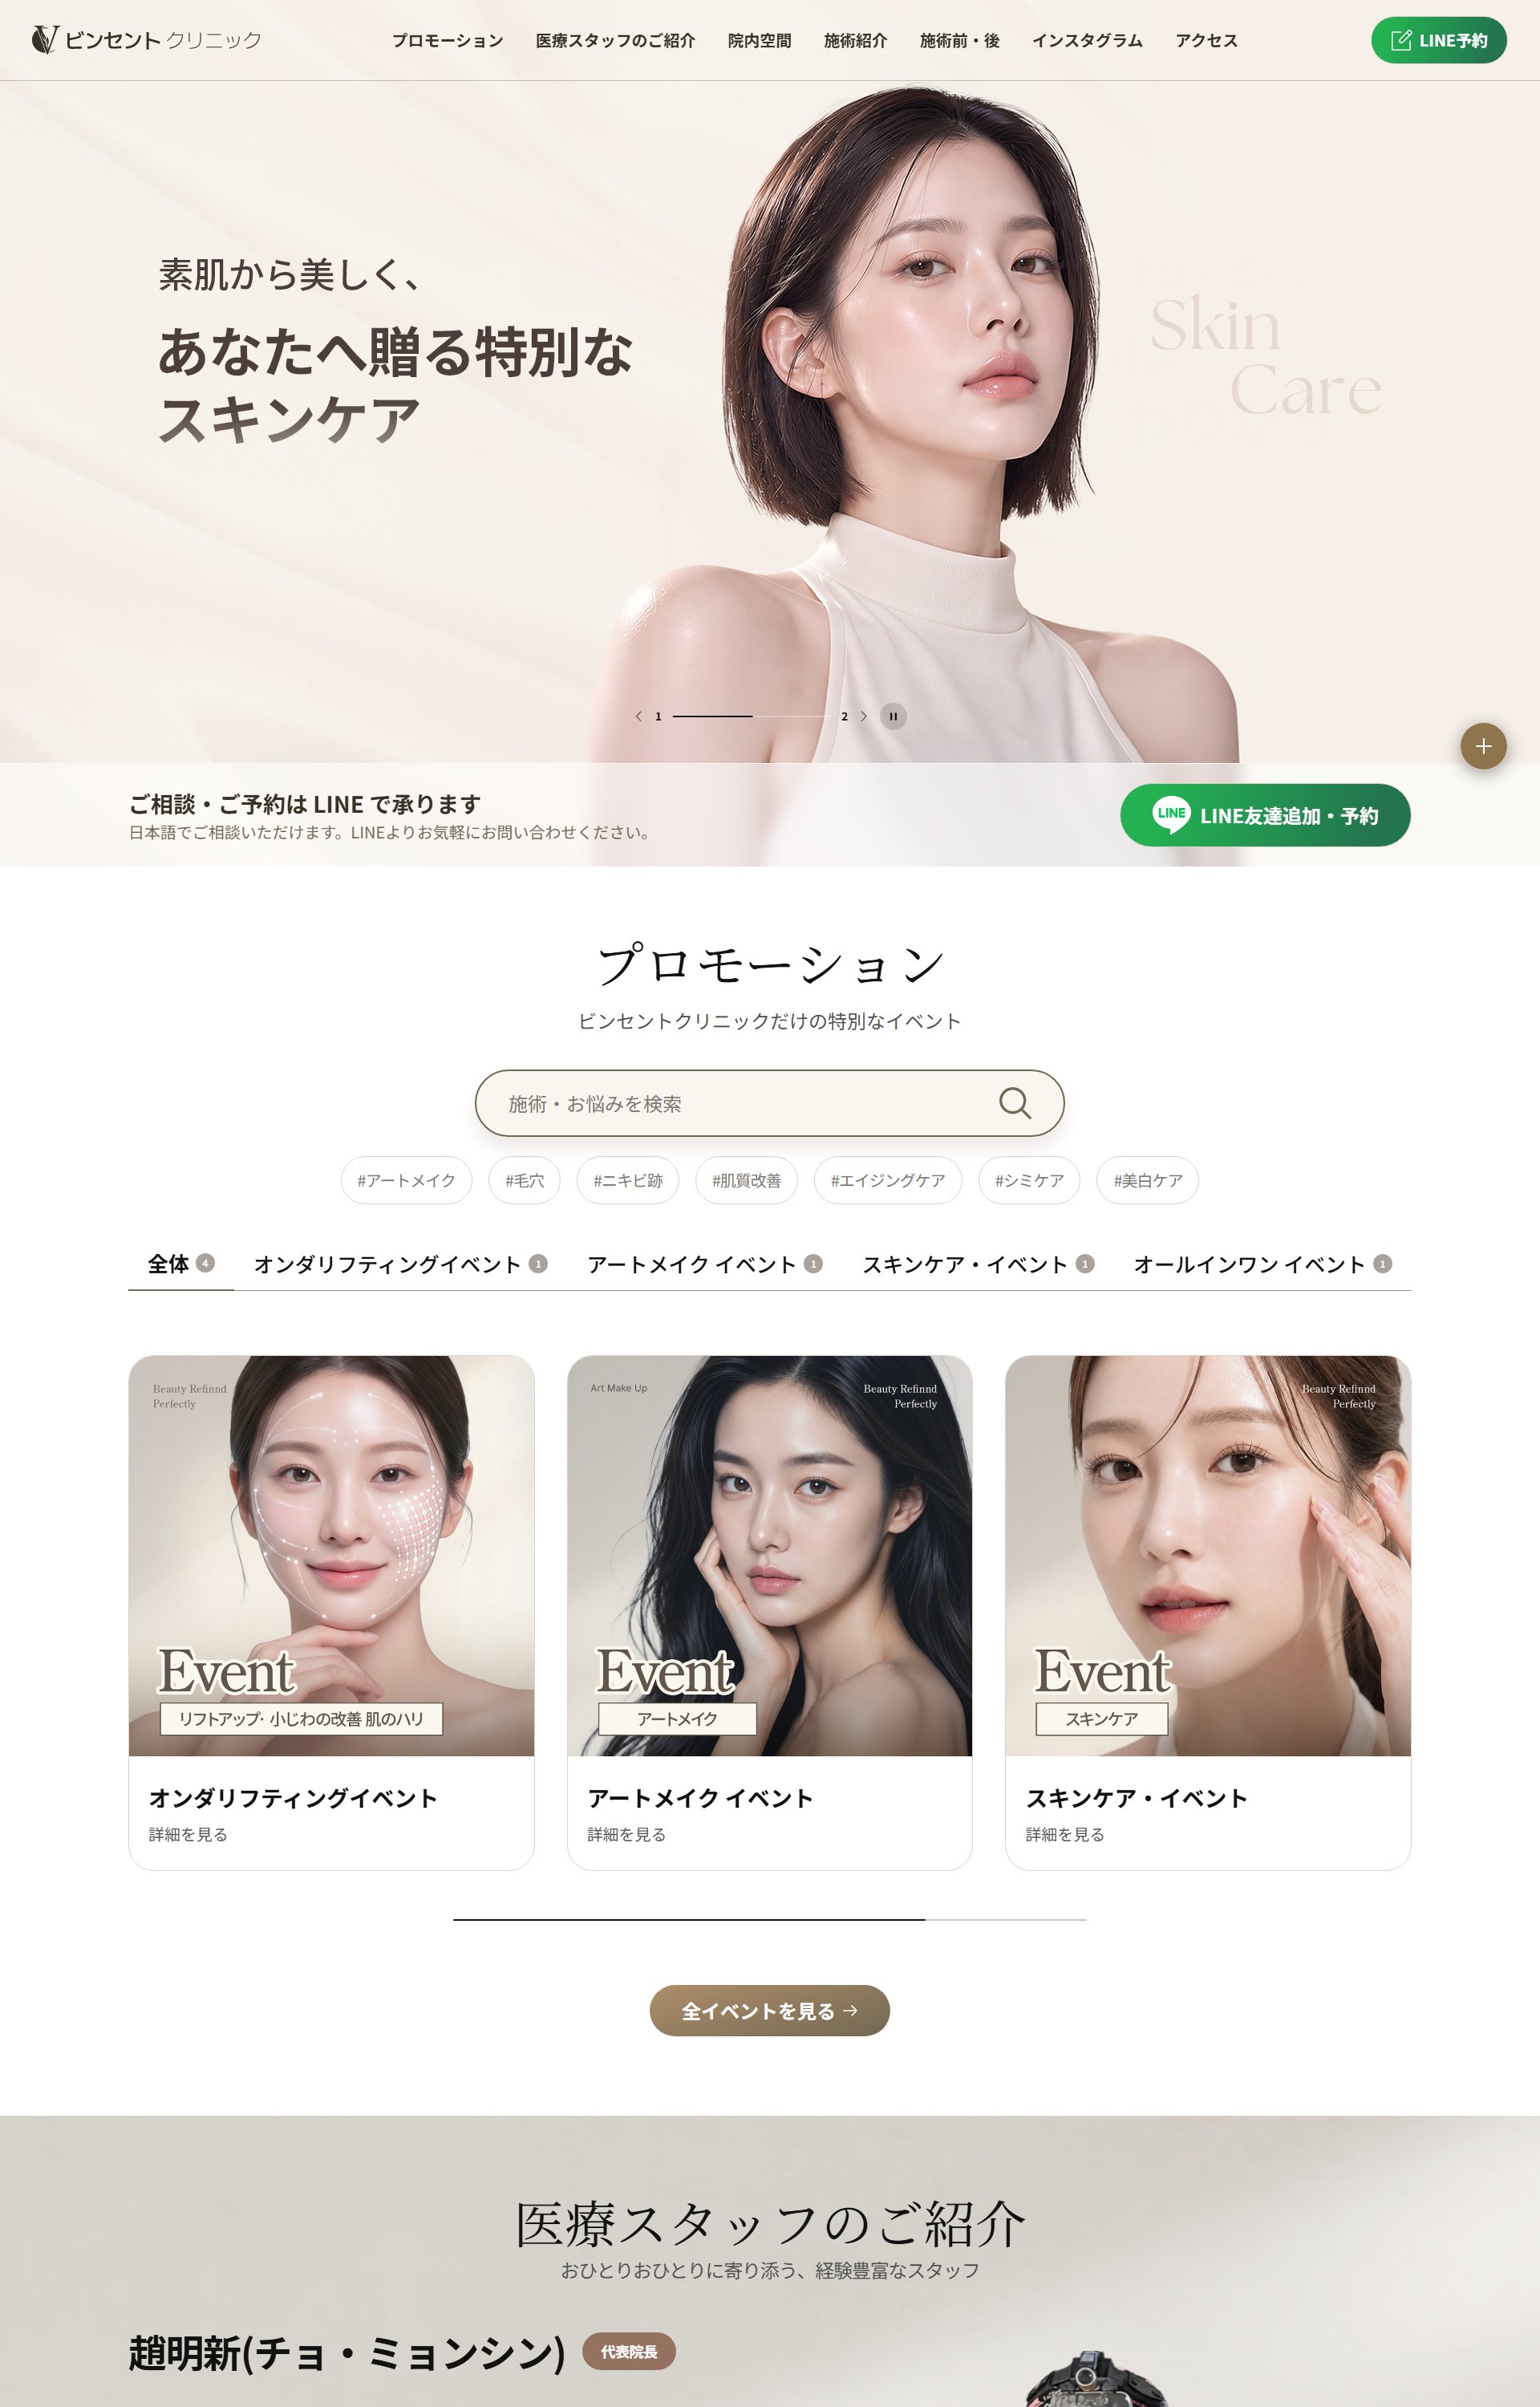 ビンセント クリニック
プロモーション
医療スタッフのご紹介
院内空間
施術紹介
施術前・後
インスタグラム
アクセス
LINE予約
素肌から美しく、
あなたへ贈る特別な
スキンケア
Skin
Care
1
2
ご相談・ご予約は LINE で承ります
日本語でご相談いただけます。LINEよりお気軽にお問い合わせください。
LINE
LINE友達追加・予約
プロモーション
ビンセントクリニックだけの特別なイベント
施術・お悩みを検索
#アートメイク
#毛穴
#ニキビ跡
#肌質改善
#エイジングケア
#シミケア
#美白ケア
全体 4
オンダリフティングイベント 1
アートメイク イベント 1
スキンケア・イベント 1
オールインワン イベント 1
Beauty Refinnd
Perfectly
Event
リフトアップ· 小じわの改善 肌のハリ
オンダリフティングイベント
詳細を見る
Art Make Up
Beauty Refinnd
Perfectly
Event
アートメイク
アートメイク イベント
詳細を見る
Beauty Refinnd
Perfectly
Event
スキンケア
スキンケア・イベント
詳細を見る
全イベントを見る →
医療スタッフのご紹介
おひとりおひとりに寄り添う、経験豊富なスタッフ
趙明新(チョ・ミョンシン)
代表院長